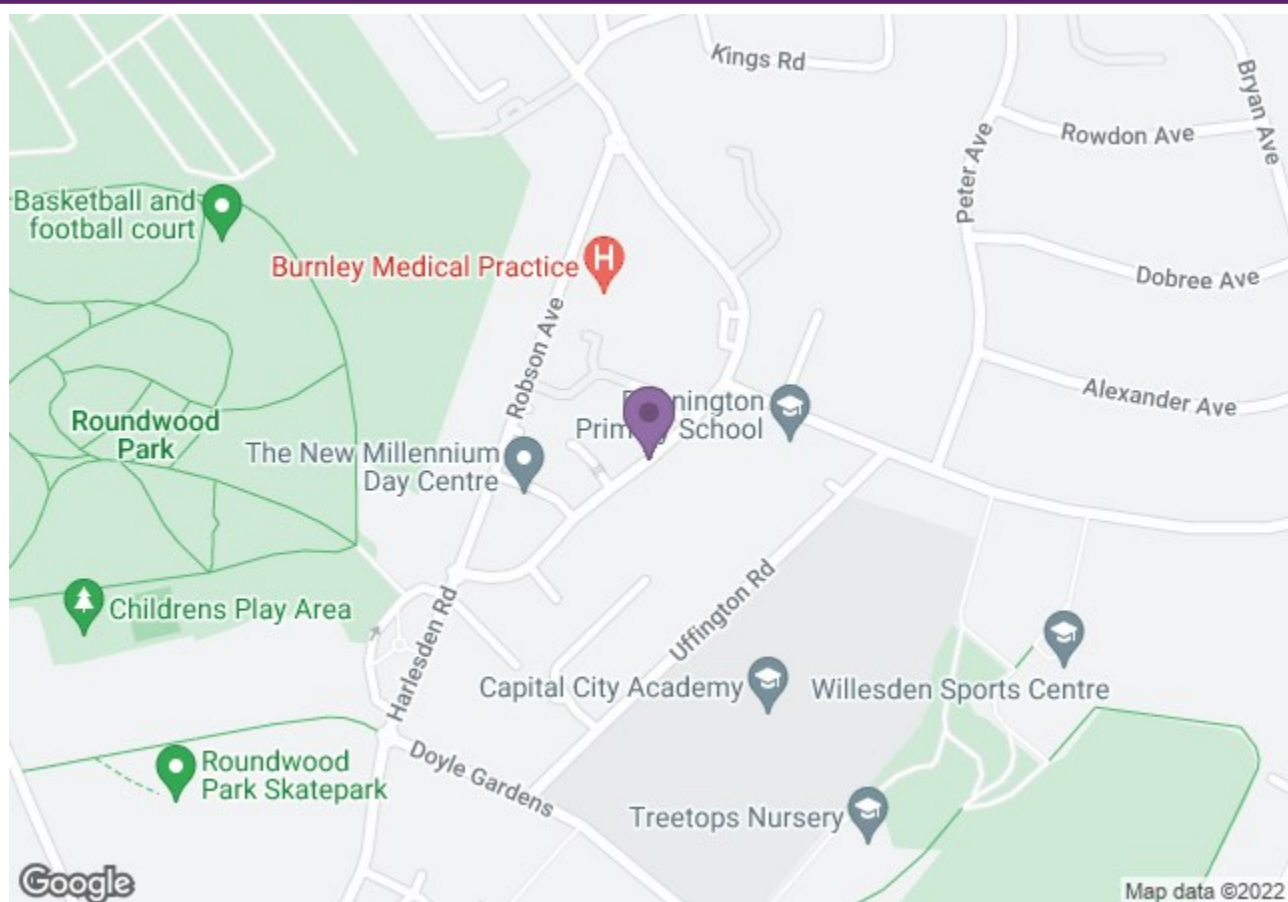 Kings Rd
Bryan Ave
Rowdon Ave
Peter Ave
Basketball and
football court
Burnley Medical Practice
H
Dobree Ave
Robson Ave
Alexander Ave
Roundwood
Park
Primary School
The New Millennium
Day Centre
Uffington Rd
Childrens Play Area
Harlesden Rd
Capital City Academy
Willesden Sports Centre
Doyle Gardens
Roundwood
Park Skatepark
Treetops Nursery
Google
Map data ©2022